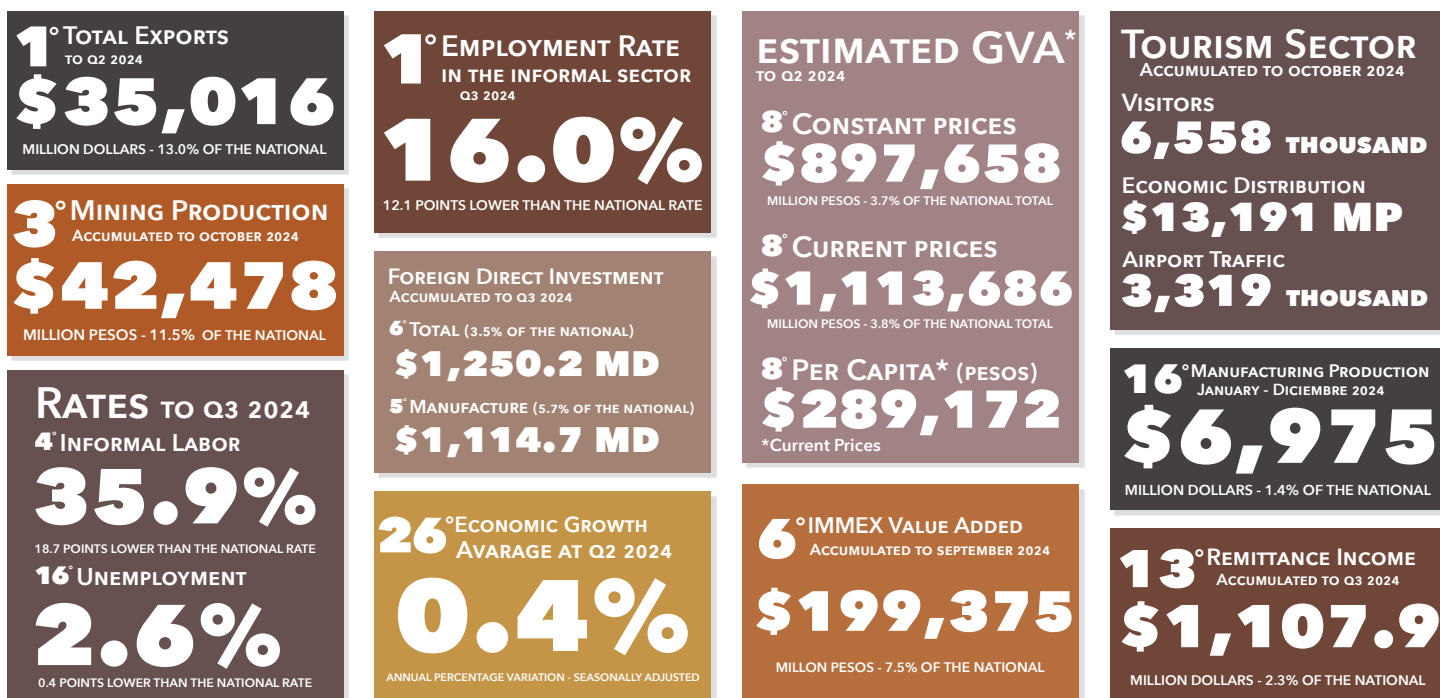 1° Total Exports
to Q2 2024
$35,016
MILLION DOLLARS - 13.0% OF THE NATIONAL
3° Mining Production
Accumulated to october 2024
$42,478
MILLION PESOS - 11.5% OF THE NATIONAL
Rates to Q3 2024
4° Informal Labor
35.9%
18.7 POINTS LOWER THAN THE NATIONAL RATE
16° Unemployment
2.6%
0.4 POINTS LOWER THAN THE NATIONAL RATE
1° Employment Rate
in the informal sector
Q3 2024
16.0%
12.1 POINTS LOWER THAN THE NATIONAL RATE
Foreign Direct Investment
Accumulated to Q3 2024
6° Total (3.5% of the national)
$1,250.2 MD
5° Manufacture (5.7% of the national)
$1,114.7 MD
26° Economic Growth
Avarage at Q2 2024
0.4%
ANNUAL PERCENTAGE VARIATION - SEASONALLY ADJUSTED
estimated GVA*
to Q2 2024
8° Constant prices
$897,658
MILLION PESOS - 3.7% OF THE NATIONAL TOTAL
8° Current prices
$1,113,686
MILLION PESOS - 3.8% OF THE NATIONAL TOTAL
8° Per Capita* (pesos)
$289,172
*Current Prices
6° IMMEX Value Added
Accumulated to september 2024
$199,375
MILLON PESOS - 7.5% OF THE NATIONAL
Tourism Sector
Accumulated to october 2024
Visitors
6,558 thousand
Economic Distribution
$13,191 MP
Airport Traffic
3,319 thousand
16° Manufacturing Production
January - Diciembre 2024
$6,975
MILLION DOLLARS - 1.4% OF THE NATIONAL
13° Remittance Income
Accumulated to Q3 2024
$1,107.9
MILLION DOLLARS - 2.3% OF THE NATIONAL